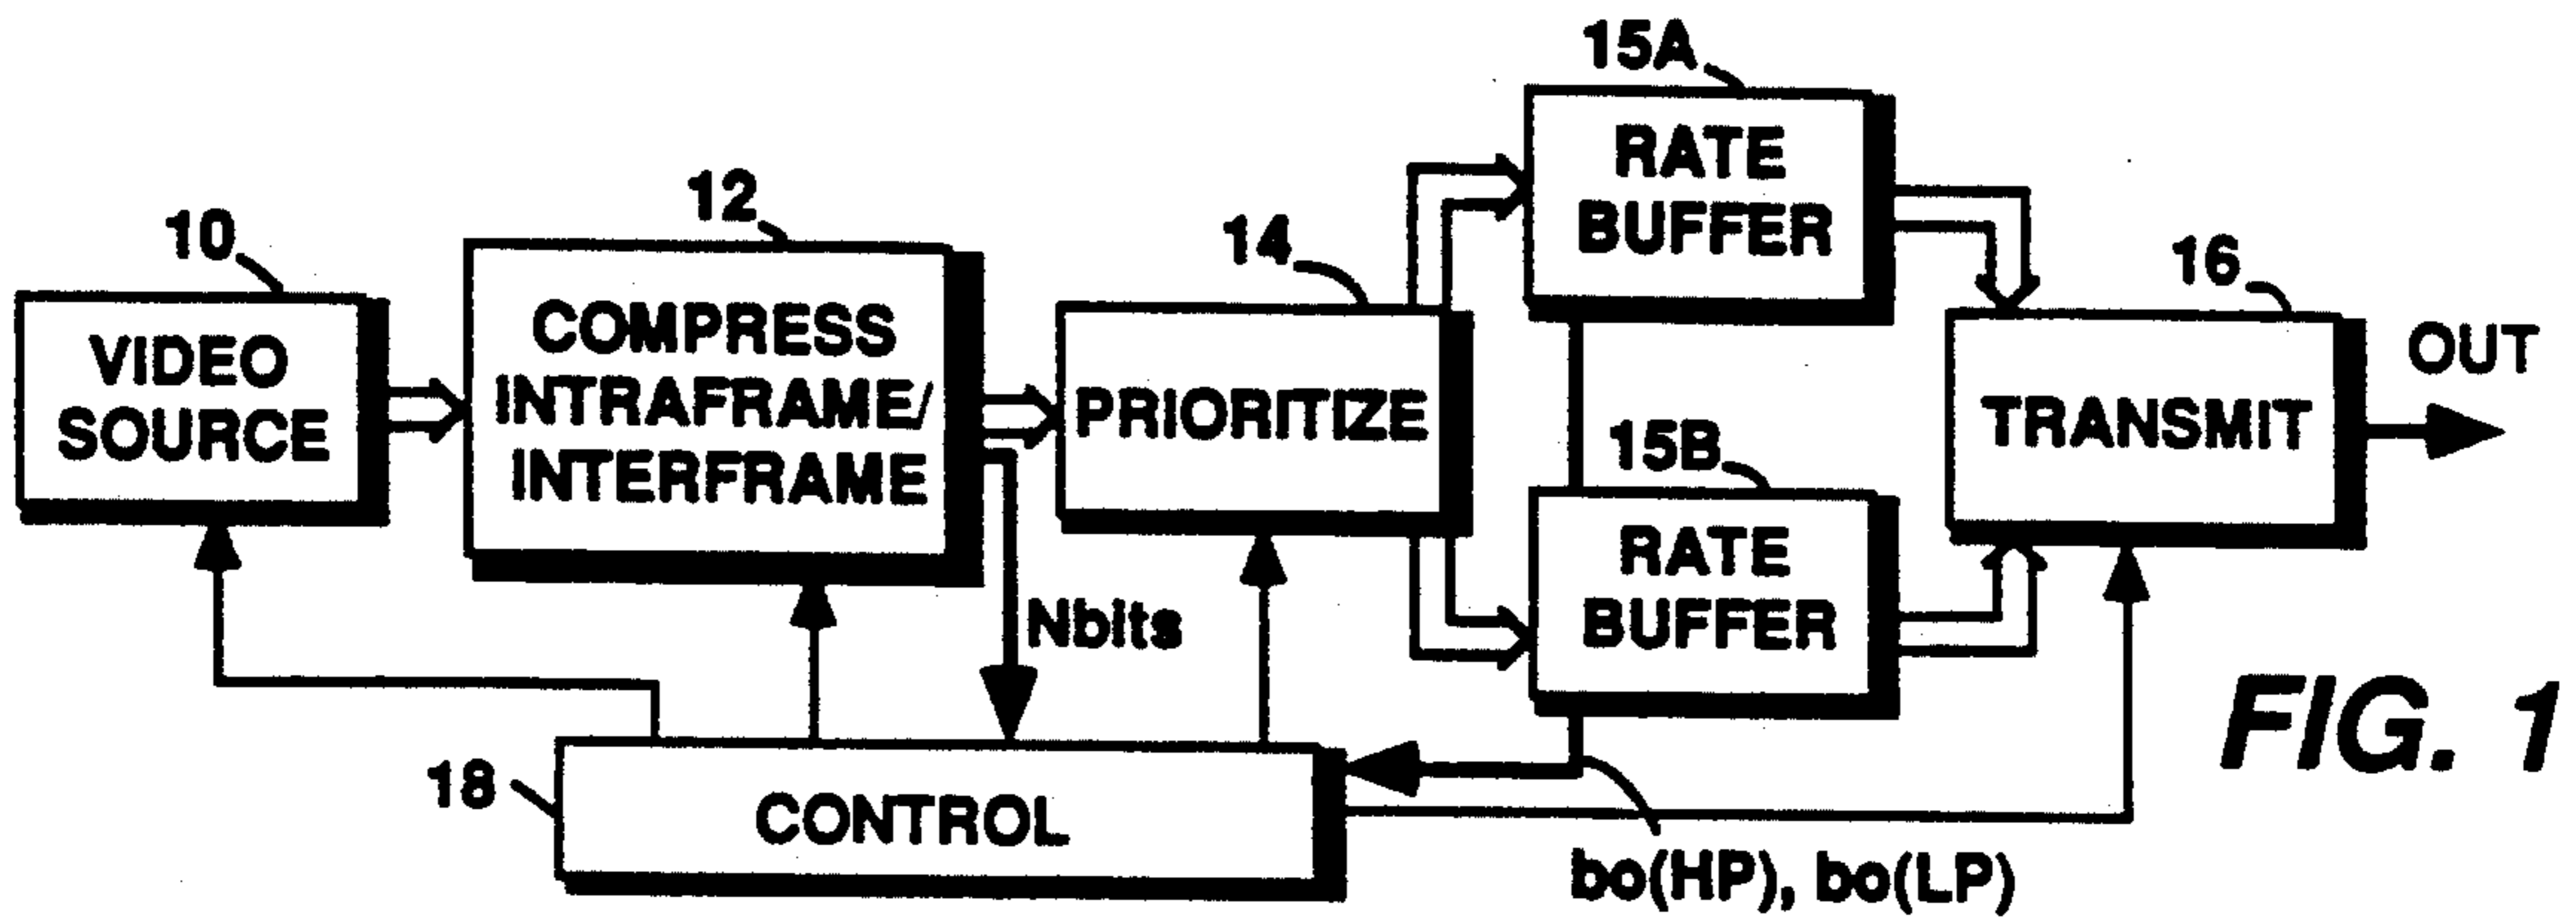 15A
RATE
BUFFER
12
10
14
16
COMPRESS
INTRAFRAME/
INTERFRAME
VIDEO
SOURCE
PRIORITIZE
OUT
TRANSMIT
15B
RATE
BUFFER
Nbits
FIG. 1
18
CONTROL
bo(HP), bo(LP)